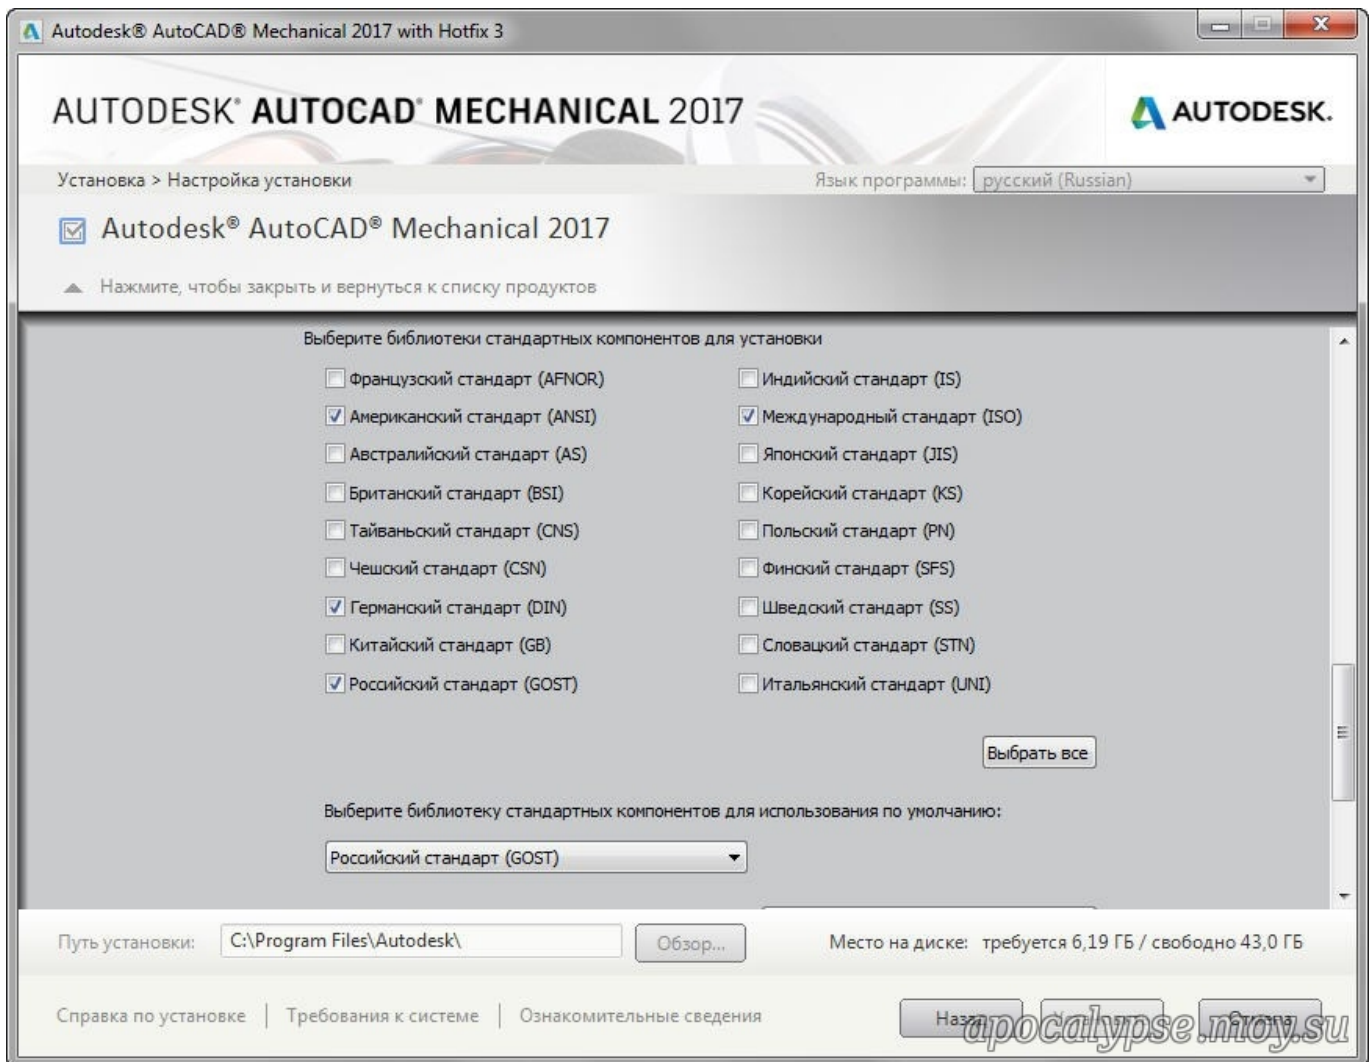 Autodesk® AutoCAD® Mechanical 2017 with Hotfix 3
AUTODESK® AUTOCAD® MECHANICAL 2017
AUTODESK.
Установка > Настройка установки
Язык программы: русский (Russian)
Autodesk® AutoCAD® Mechanical 2017
Нажмите, чтобы закрыть и вернуться к списку продуктов
Выберите библиотеки стандартных компонентов для установки
Французский стандарт (AFNOR)
Индийский стандарт (IS)
Американский стандарт (ANSI)
Международный стандарт (ISO)
Австралийский стандарт (AS)
Японский стандарт (JIS)
Британский стандарт (BSI)
Корейский стандарт (KS)
Тайваньский стандарт (CNS)
Польский стандарт (PN)
Чешский стандарт (CSN)
Финский стандарт (SFS)
Германский стандарт (DIN)
Шведский стандарт (SS)
Китайский стандарт (GB)
Словацкий стандарт (STN)
Российский стандарт (GOST)
Итальянский стандарт (UNI)
Выбрать все
Выберите библиотеку стандартных компонентов для использования по умолчанию:
Российский стандарт (GOST)
Путь установки: C:\Program Files\Autodesk\ Обзор...
Место на диске: требуется 6,19 ГБ / свободно 43,0 ГБ
Справка по установке | Требования к системе | Ознакомительные сведения
Назад
Отмена
apocalypse.moy.su